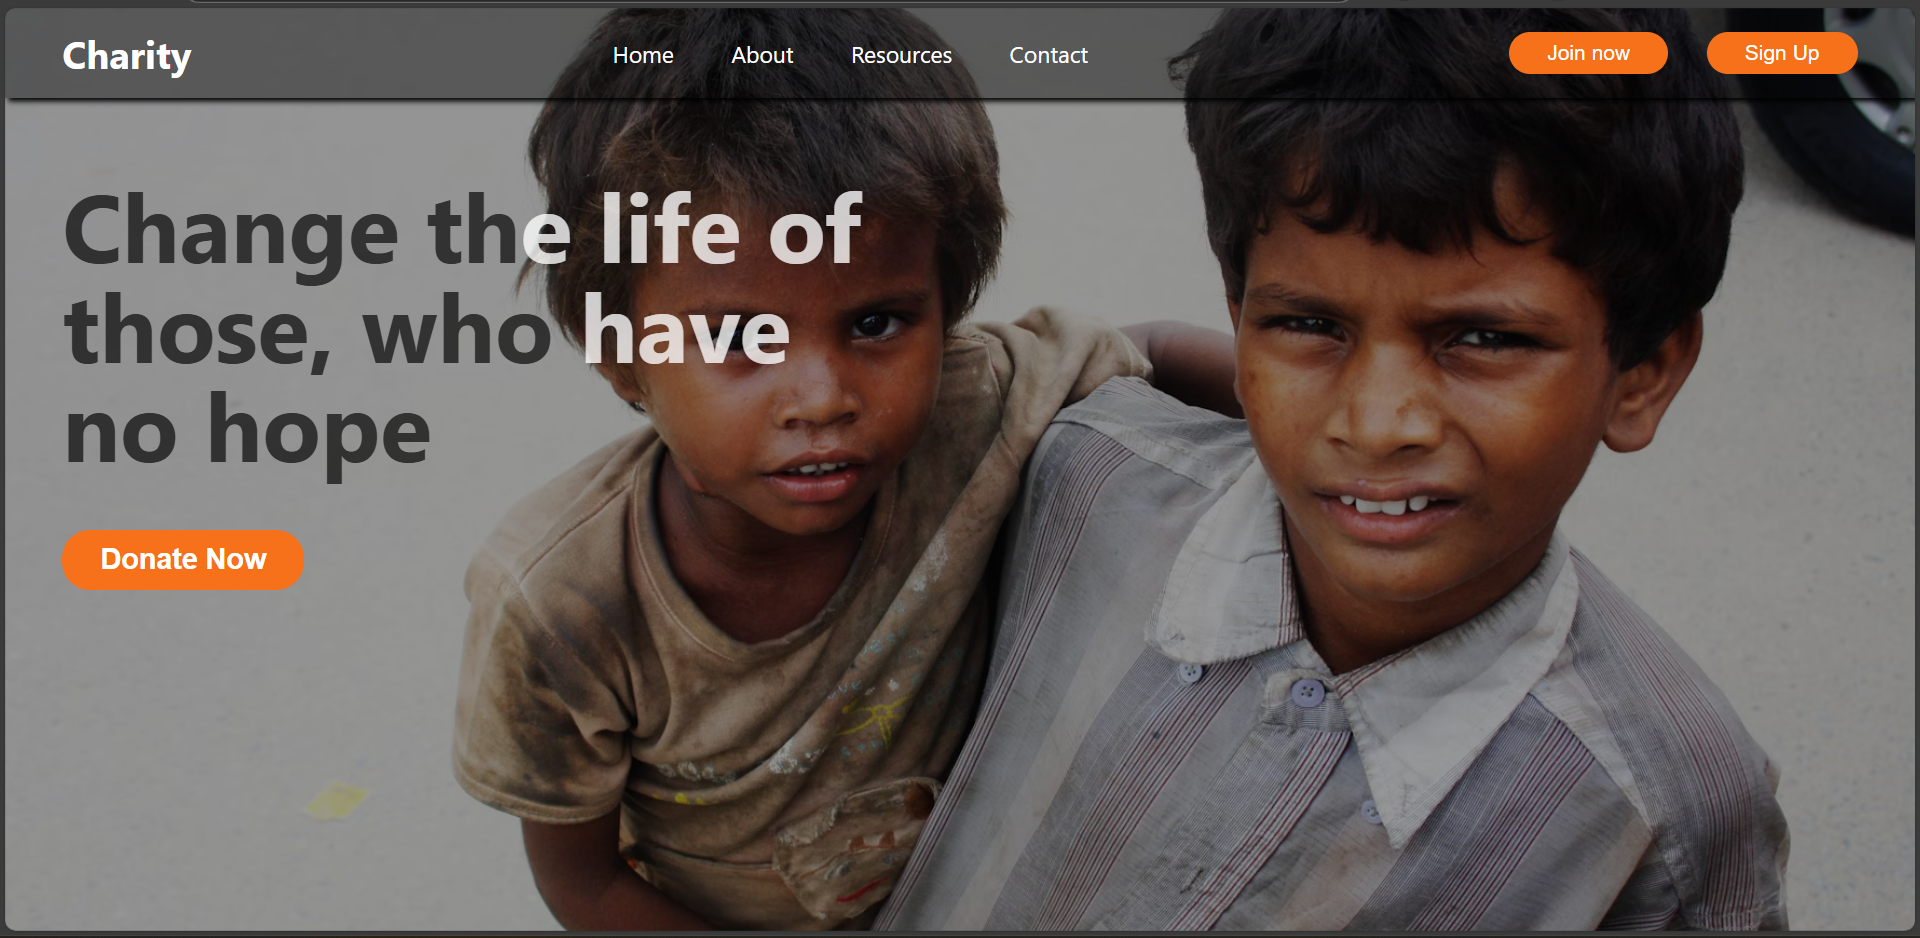 Charity
Home About Resources Contact
Join now Sign Up
Change the life of
those, who have
no hope
Donate Now